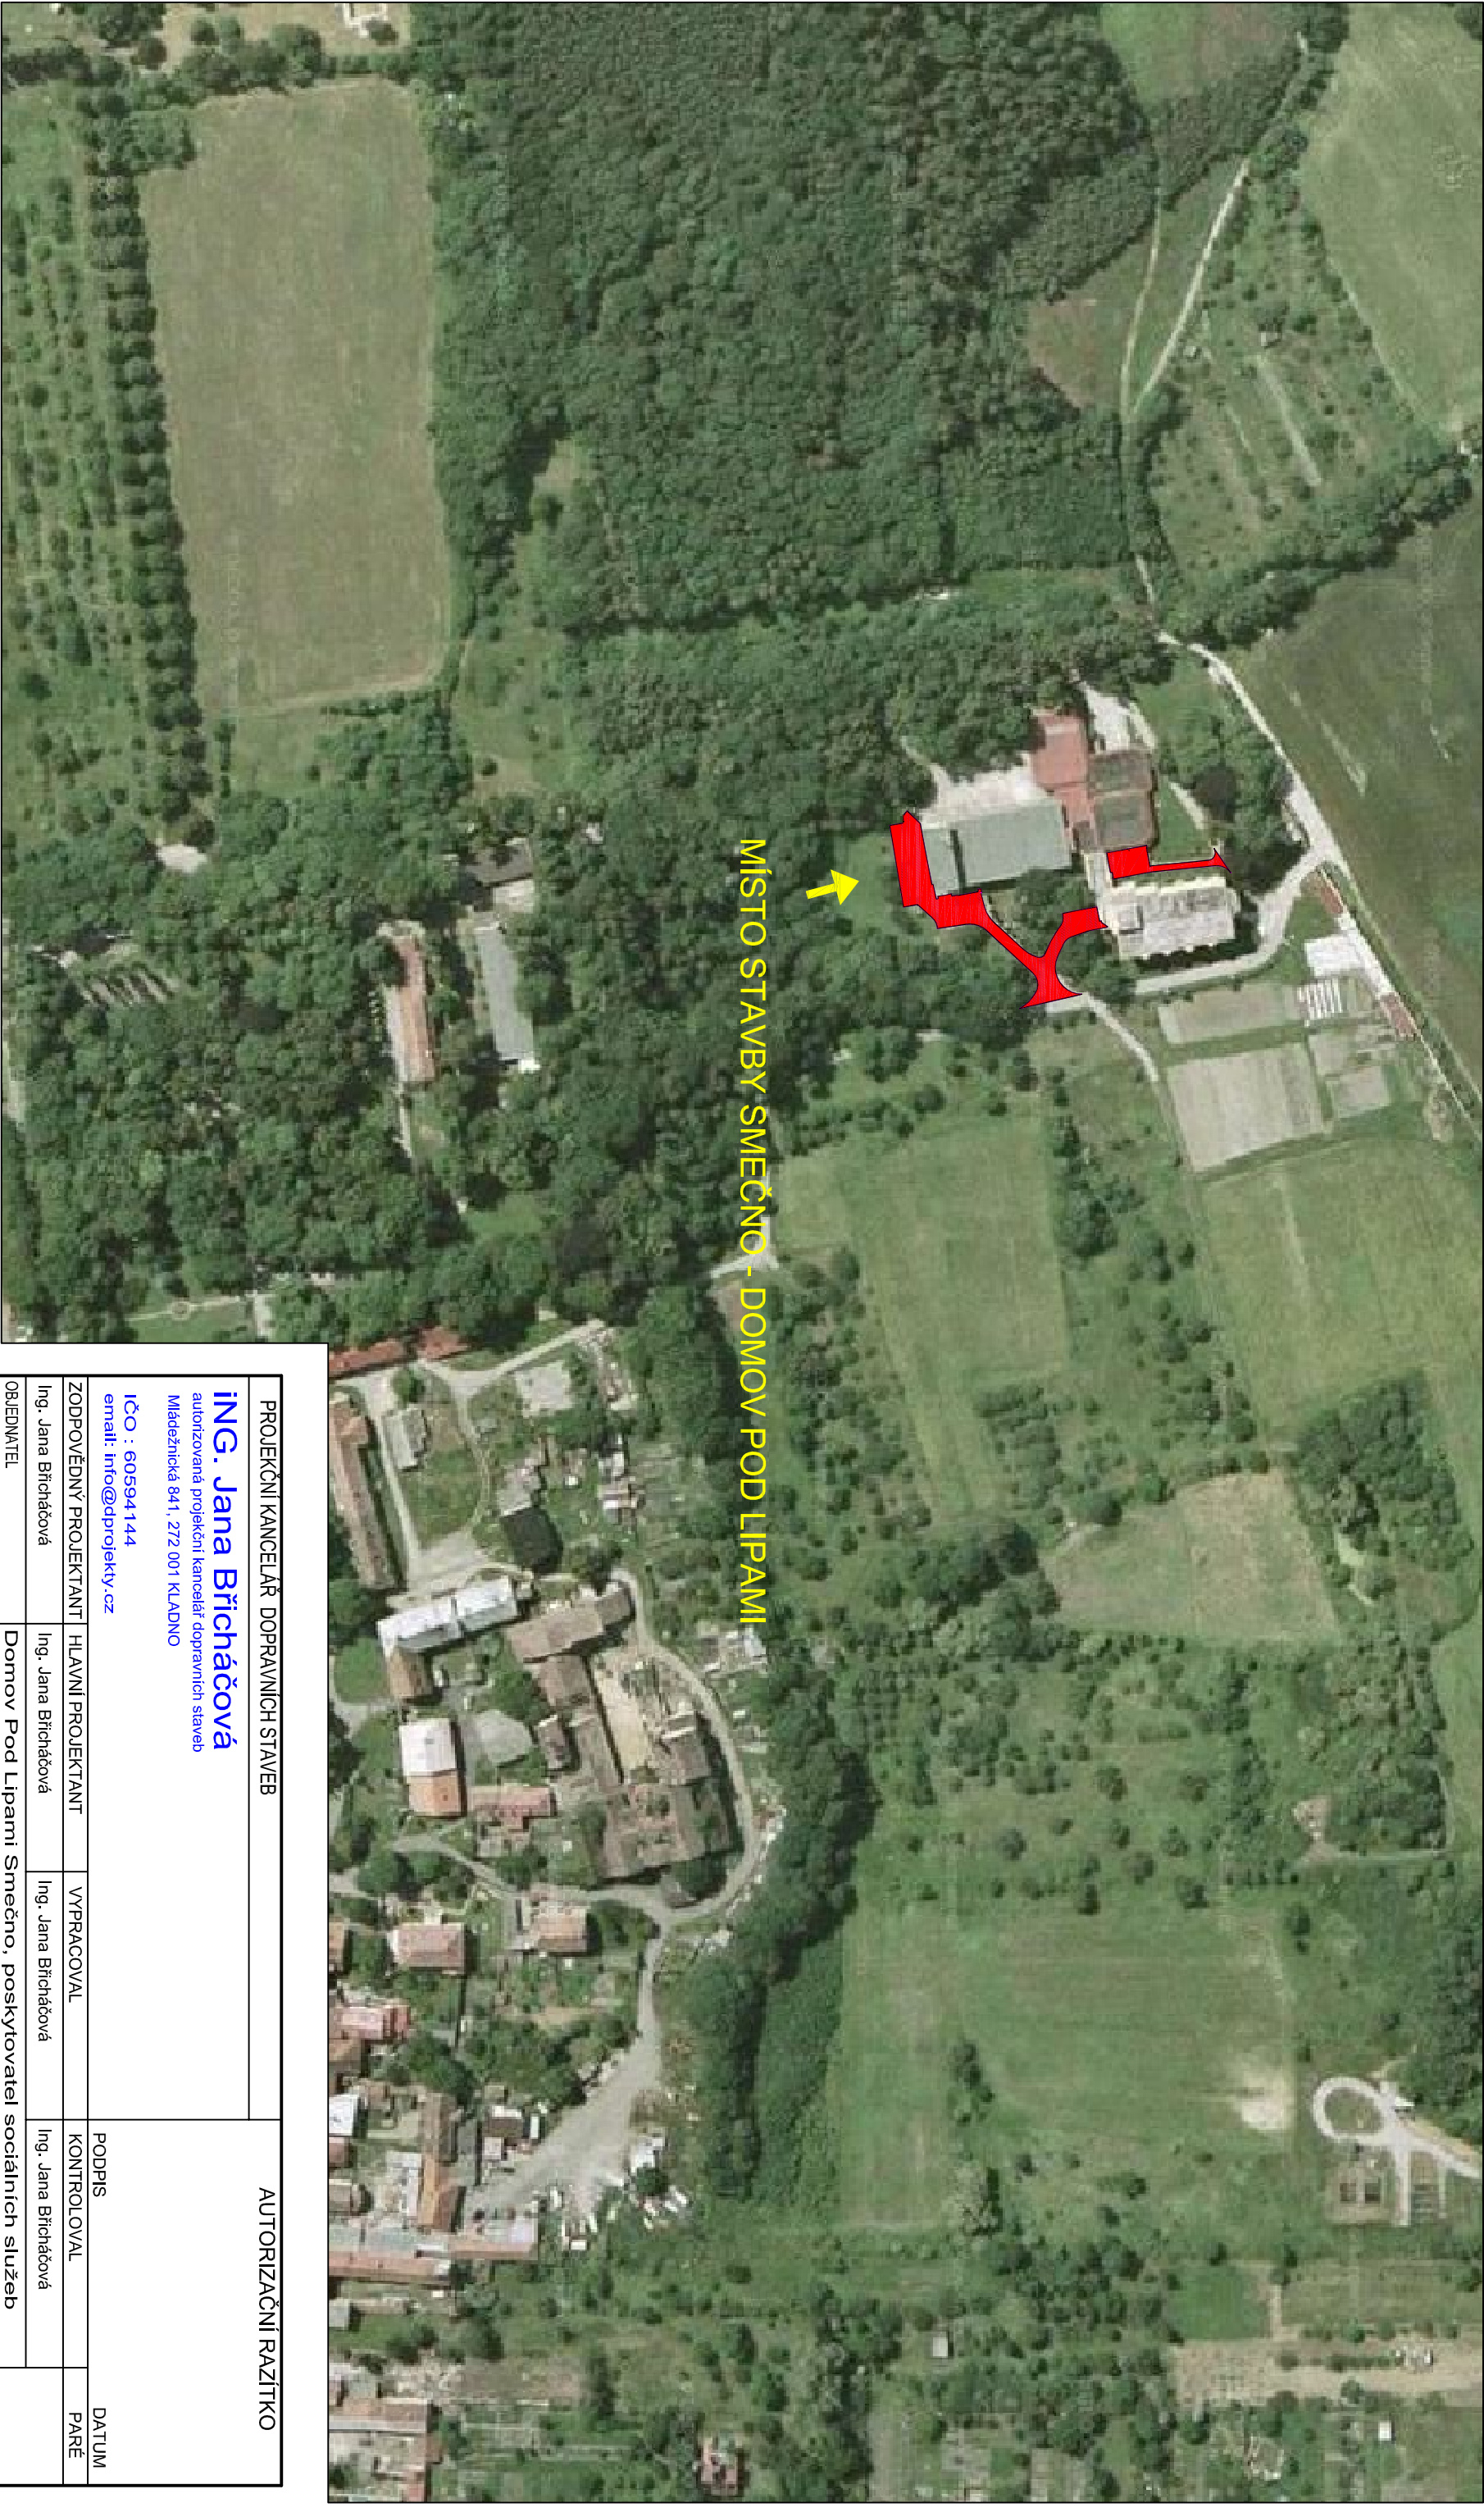 MÍSTO STAVBY SMEČNO - DOMOV POD LIPAMI
PROJEKČNÍ KANCELÁŘ DOPRAVNÍCH STAVEB
AUTORIZAČNÍ RAZÍTKO
iNG. Jana Břicháčová
autorizovaná projekční kancelář dopravních staveb
Mládežnická 841, 272 001 KLADNO
IČO : 60594144
email: info@dprojekty.cz
PODPIS DATUM
ZODPOVĚDNÝ PROJEKTANT HLAVNÍ PROJEKTANT VYPRACOVAL KONTROLOVAL PARÉ
Ing. Jana Břicháčová Ing. Jana Břicháčová Ing. Jana Břicháčová Ing. Jana Břicháčová
OBJEDNATEL Domov Pod Lipami Smečno, poskytovatel sociálních služeb